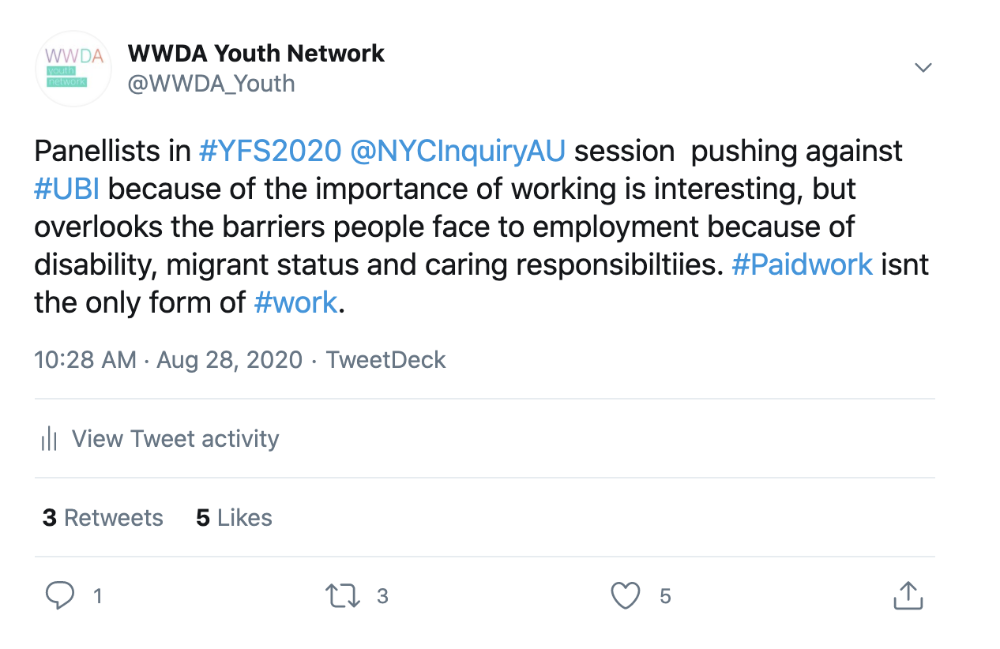 WWDA
youth
network
WWDA Youth Network
@WWDA_Youth
Panellists in #YFS2020 @NYCInquiryAU session  pushing against
#UBI because of the importance of working is interesting, but
overlooks the barriers people face to employment because of
disability, migrant status and caring responsibiltiies. #Paidwork isnt
the only form of #work.
10:28 AM · Aug 28, 2020 · TweetDeck
View Tweet activity
3 Retweets 5 Likes
1 3 5